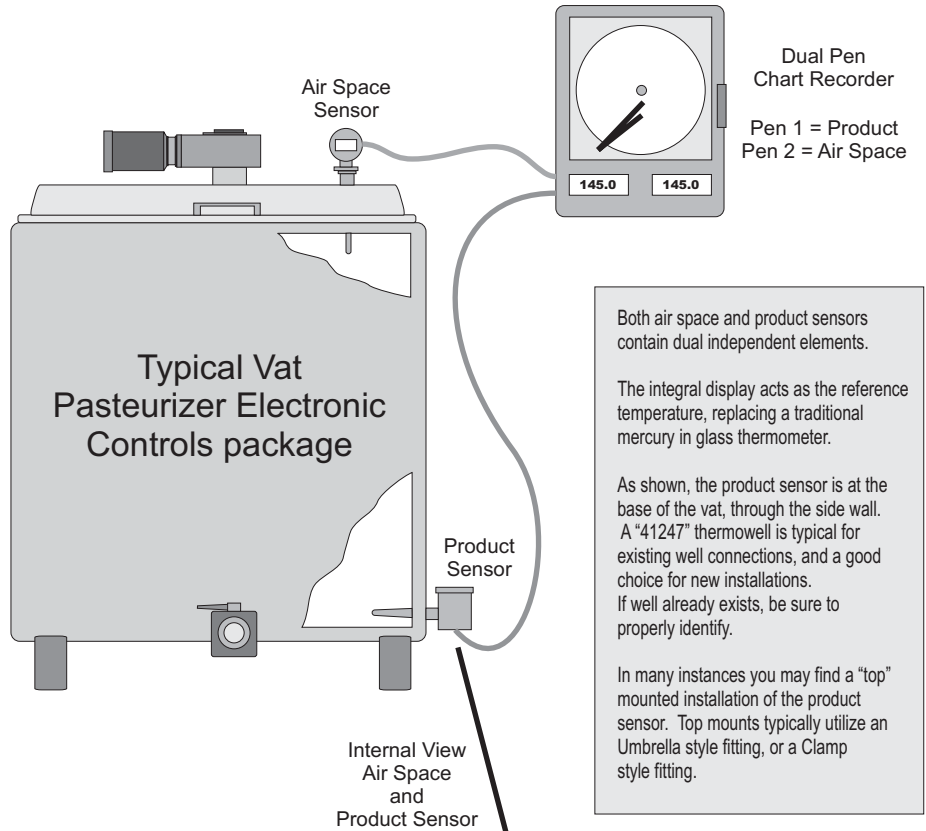 Air Space
Sensor
Dual Pen
Chart Recorder
Pen 1 = Product
Pen 2 = Air Space
145.0
145.0
Typical Vat
Pasteurizer Electronic
Controls package
Product
Sensor
Internal View
Air Space
and
Product Sensor
Both air space and product sensors
contain dual independent elements.
The integral display acts as the reference
temperature, replacing a traditional
mercury in glass thermometer.
As shown, the product sensor is at the
base of the vat, through the side wall.
A “41247” thermowell is typical for
existing well connections, and a good
choice for new installations.
If well already exists, be sure to
properly identify.
In many instances you may find a “top”
mounted installation of the product
sensor.  Top mounts typically utilize an
Umbrella style fitting, or a Clamp
style fitting.